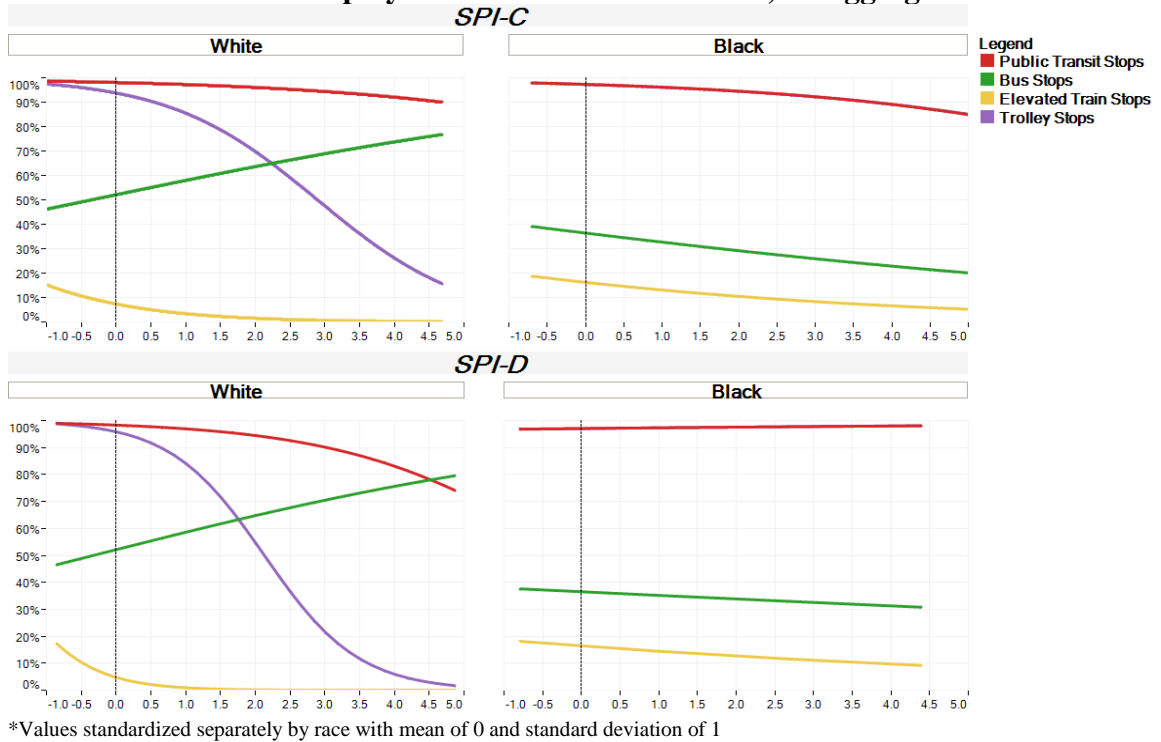 SPI-C
White Black
Legend
Public Transit Stops
Bus Stops
Elevated Train Stops
Trolley Stops
100%
90%
80%
70%
60%
50%
40%
30%
20%
10%
0%
-1.0 -0.5 0.0 0.5 1.0 1.5 2.0 2.5 3.0 3.5 4.0 4.5 5.0 -1.0 -0.5 0.0 0.5 1.0 1.5 2.0 2.5 3.0 3.5 4.0 4.5 5.0
SPI-D
White Black
100%
90%
80%
70%
60%
50%
40%
30%
20%
10%
0%
-1.0 -0.5 0.0 0.5 1.0 1.5 2.0 2.5 3.0 3.5 4.0 4.5 5.0 -1.0 -0.5 0.0 0.5 1.0 1.5 2.0 2.5 3.0 3.5 4.0 4.5 5.0
*Values standardized separately by race with mean of 0 and standard deviation of 1